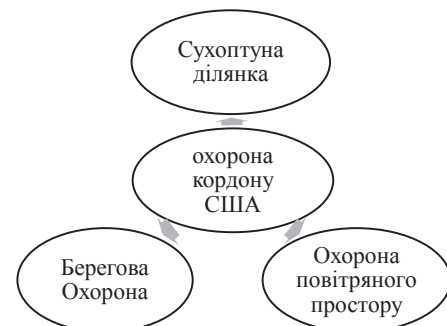 Сухоптуна
ділянка
охорона
кордону
США
Берегова
Охорона
Охорона
повітряного
простору